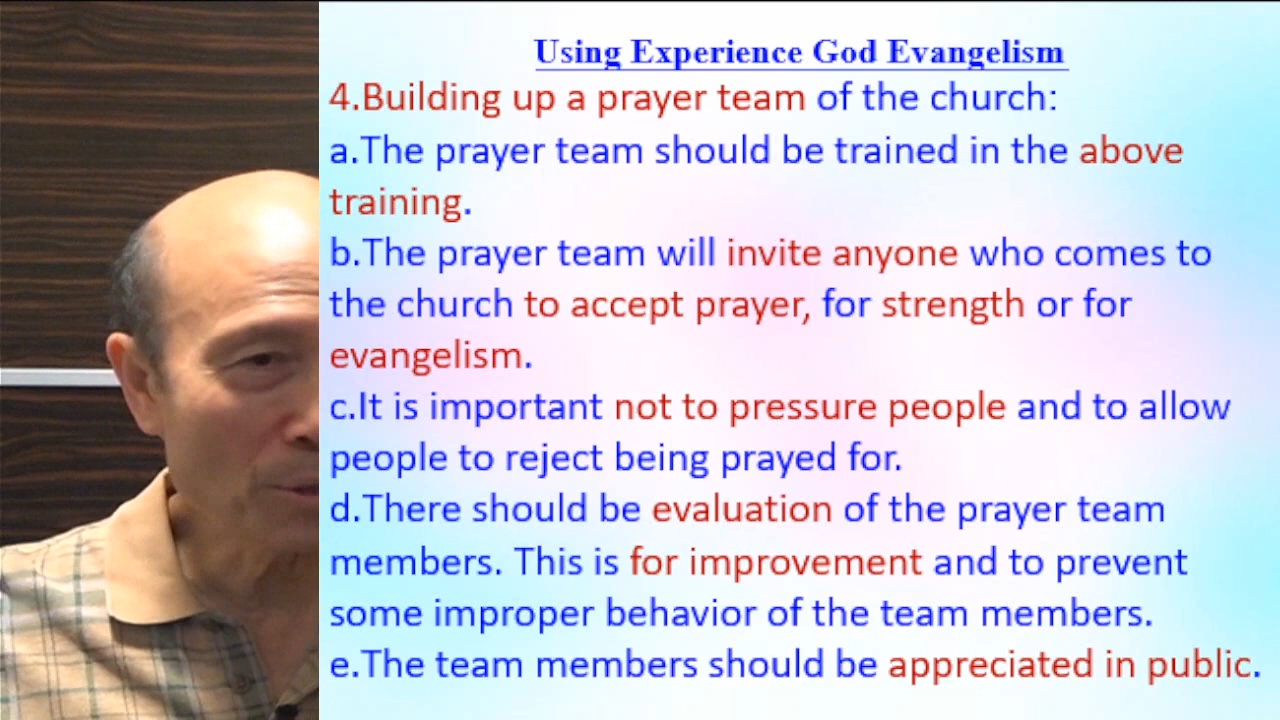 Using Experience God Evangelism
4.Building up a prayer team of the church:
a.The prayer team should be trained in the above
training.
b.The prayer team will invite anyone who comes to
the church to accept prayer, for strength or for
evangelism.
c.It is important not to pressure people and to allow
people to reject being prayed for.
d.There should be evaluation of the prayer team
members. This is for improvement and to prevent
some improper behavior of the team members.
e.The team members should be appreciated in public.